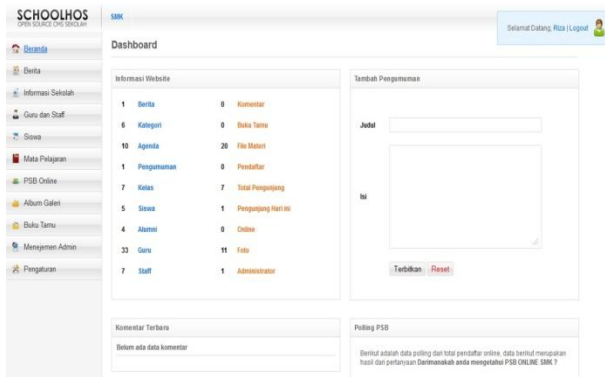 SCHOOLHOS
OPEN SOURCE CMS SEKOLAH
SMK
Selamat Datang, Riza | Logout
Dashboard
Beranda
Berita
Informasi Sekolah
Guru dan Staff
Siswa
Mata Pelajaran
PSB Online
Album Galeri
Buku Tamu
Menejemen Admin
Pengaturan
Informasi Website
1 Berita 0 Komentar
6 Kategori 0 Buku Tamu
10 Agenda 20 File Materi
1 Pengumuman 0 Pendaftar
7 Kelas 7 Total Pengunjung
5 Siswa 1 Pengunjung Hari ini
4 Alumni 0 Online
33 Guru 11 Foto
7 Staff 1 Administrator
Tambah Pengumuman
Judul
Isi
Terbitkan Reset
Komentar Terbaru
Belum ada data komentar
Polling PSB
Berikut adalah data polling dari total pendaftar online, data berikut merupakan
hasil dari pertanyaan Darimanakah anda mengetahui PSB ONLINE SMK ?